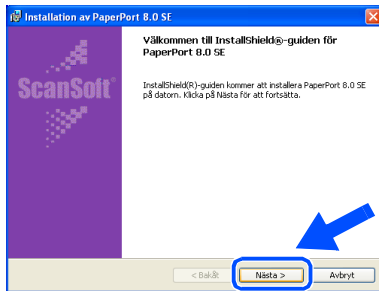 Installation av PaperPort 8.0 SE
Välkommen till InstallShield®-guiden för
PaperPort 8.0 SE
ScanSoft®
InstallShield(R)-guiden kommer att installera PaperPort 8.0 SE
på datorn. Klicka på Nästa för att fortsätta.
< Bakåt Nästa > Avbryt